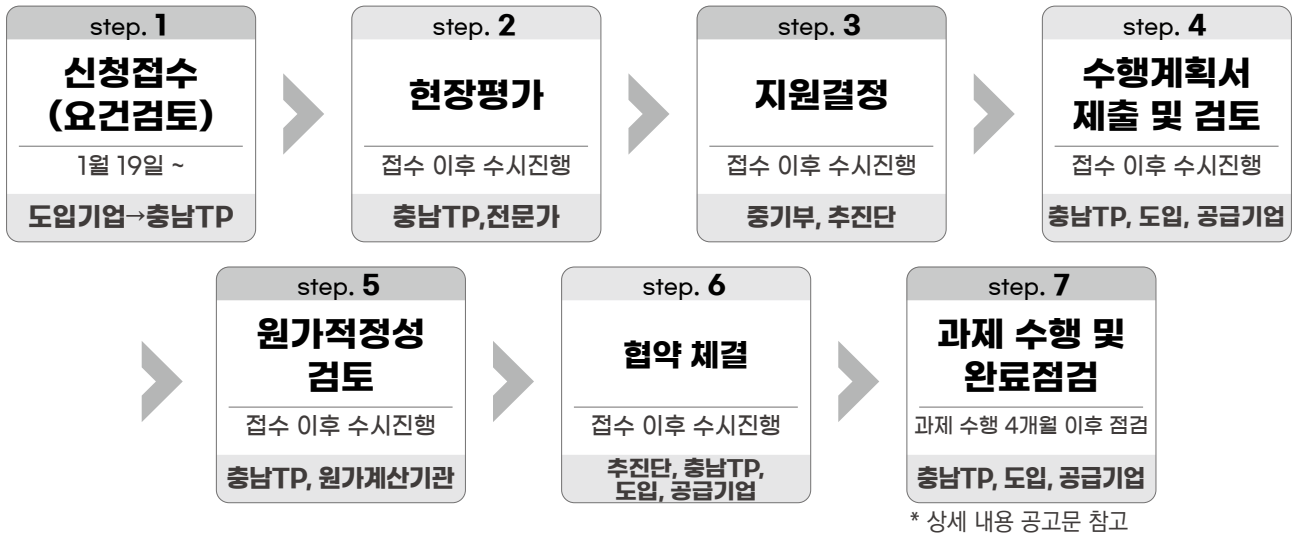 step. 1
신청접수
(요건검토)
1월 19일 ~
도입기업→충남TP
step. 2
현장평가
접수 이후 수시진행
충남TP,전문가
step. 3
지원결정
접수 이후 수시진행
중기부, 추진단
step. 4
수행계획서
제출 및 검토
접수 이후 수시진행
충남TP, 도입, 공급기업
step. 5
원가적정성
검토
접수 이후 수시진행
충남TP, 원가계산기관
step. 6
협약 체결
접수 이후 수시진행
추진단, 충남TP,
도입, 공급기업
step. 7
과제 수행 및
완료점검
과제 수행 4개월 이후 점검
충남TP, 도입, 공급기업
* 상세 내용 공고문 참고